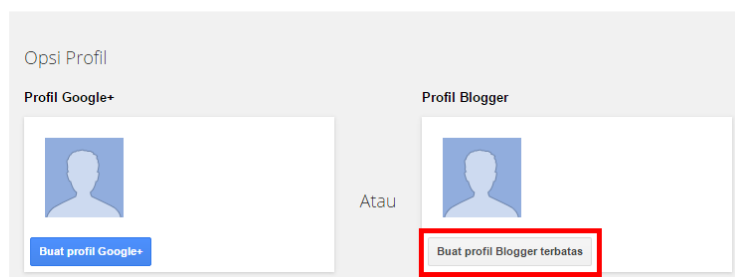 Opsi Profil
Profil Google+
Profil Blogger
Atau
Buat profil Google+
Buat profil Blogger terbatas